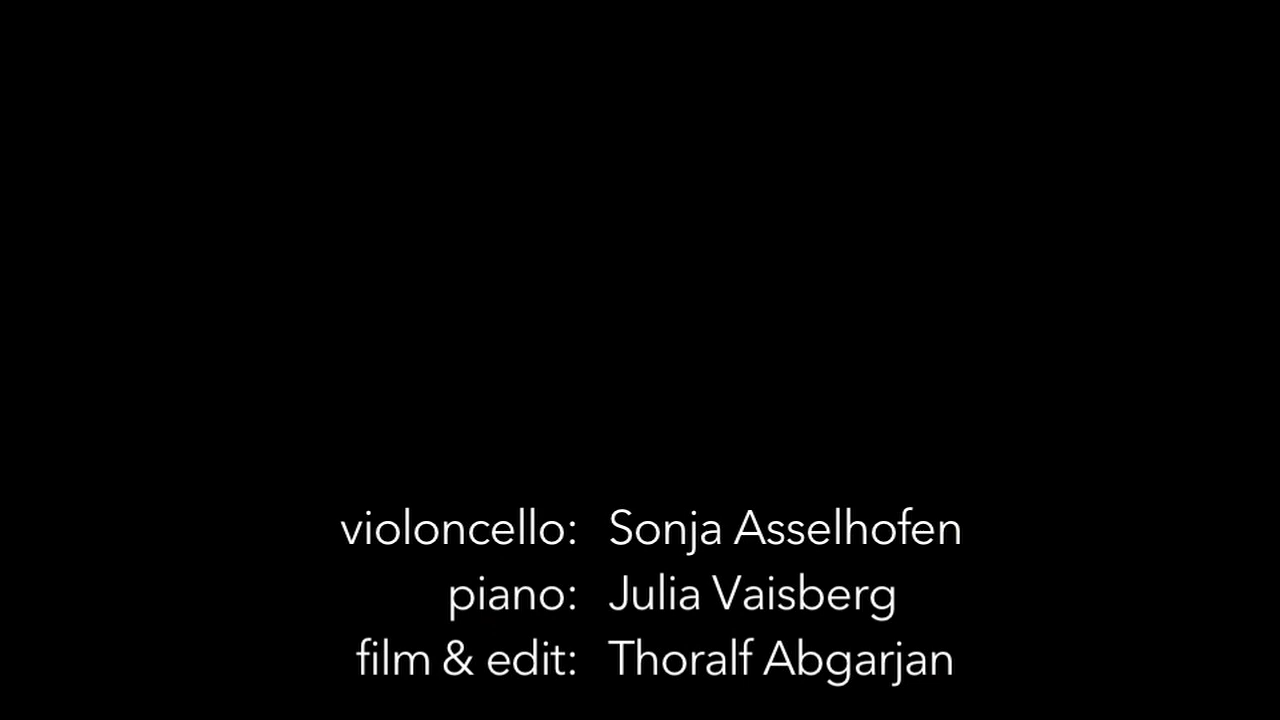 violoncello: Sonja Asselhofen
piano: Julia Vaisberg
film & edit: Thoralf Abgarjan